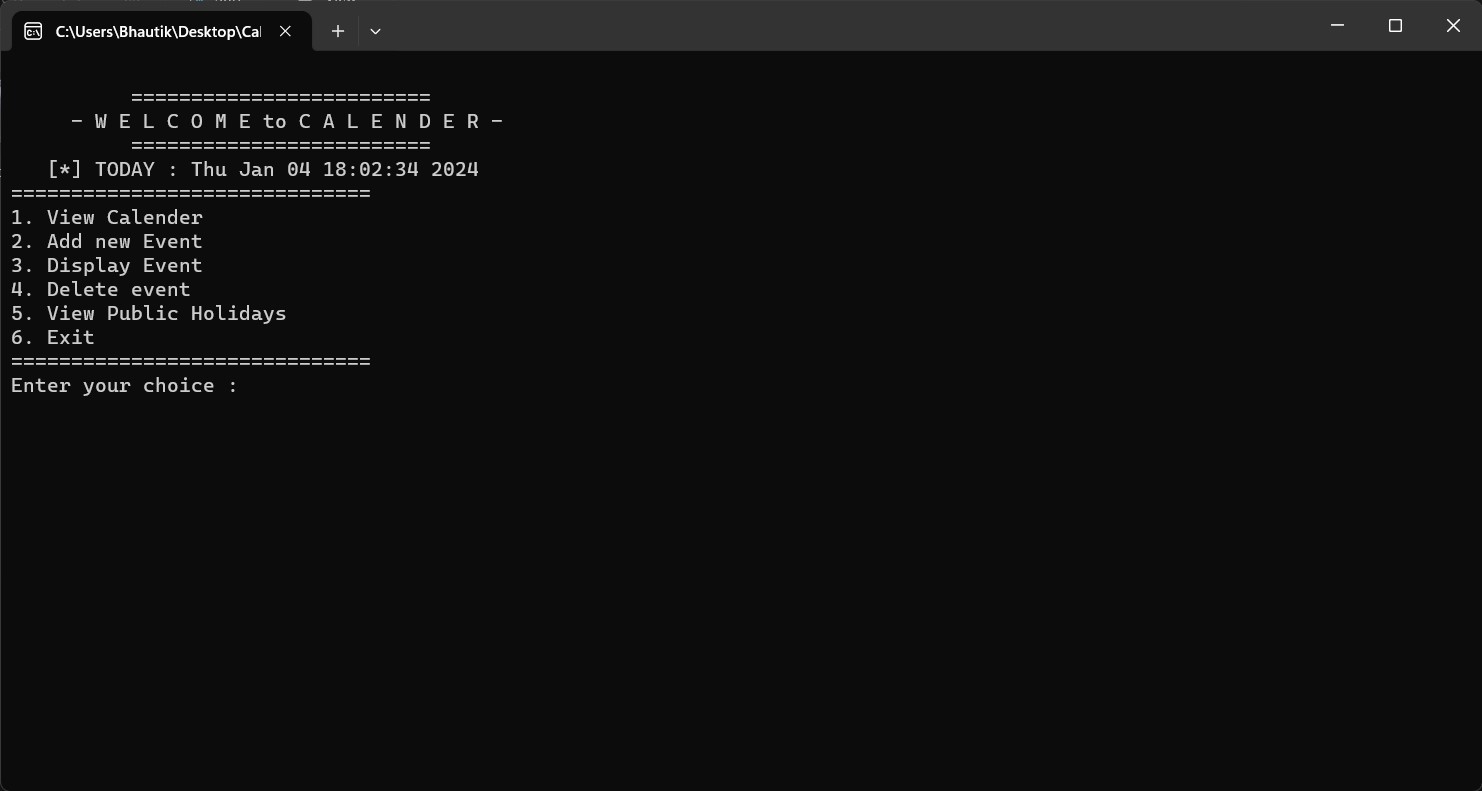 C:\Users\Bhautik\Desktop\Cal
=========================
- W E L C O M E to C A L E N D E R -
=========================
[*] TODAY : Thu Jan 04 18:02:34 2024
==============================
1. View Calender
2. Add new Event
3. Display Event
4. Delete event
5. View Public Holidays
6. Exit
==============================
Enter your choice :